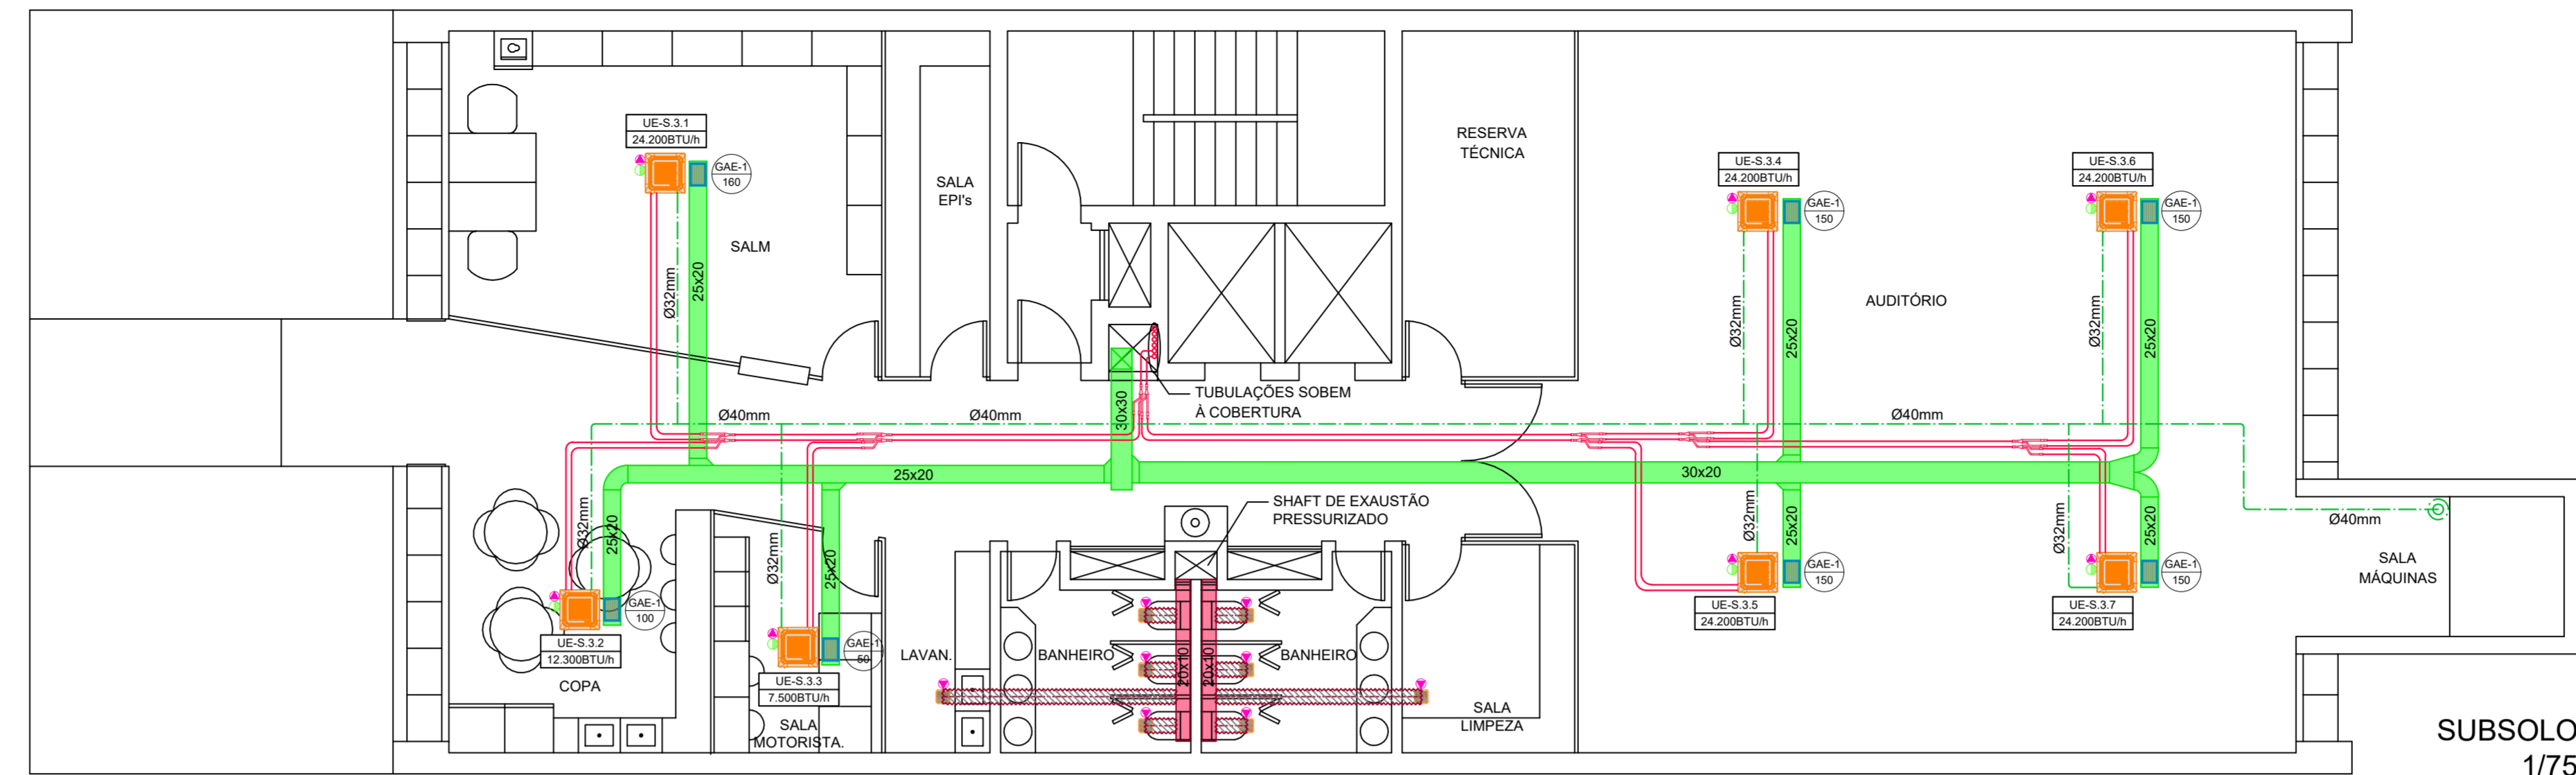 UE-S.3.1
24.200BTU/h
GAE-1
160
SALM
Ø32mm
25x20
SALA
EPI's
RESERVA
TÉCNICA
UE-S.3.4
24.200BTU/h
GAE-1
150
UE-S.3.6
24.200BTU/h
GAE-1
150
AUDITÓRIO
Ø32mm
25x20
Ø32mm
25x20
TUBULAÇÕES SOBEM
À COBERTURA
30x30
Ø40mm
Ø40mm
Ø40mm
25x20
30x20
SHAFT DE EXAUSTÃO
PRESSURIZADO
Ø32mm
25x20
Ø32mm
25x20
Ø32mm
25x20
Ø32mm
25x20
Ø40mm
SALA
MÁQUINAS
GAE-1
100
UE-S.3.2
12.300BTU/h
COPA
GAE-1
50
UE-S.3.3
7.500BTU/h
SALA
MOTORISTA.
LAVAN.
BANHEIRO
20x10
20x10
BANHEIRO
SALA
LIMPEZA
GAE-1
150
UE-S.3.5
24.200BTU/h
GAE-1
150
UE-S.3.7
24.200BTU/h
SUBSOLO
1/75